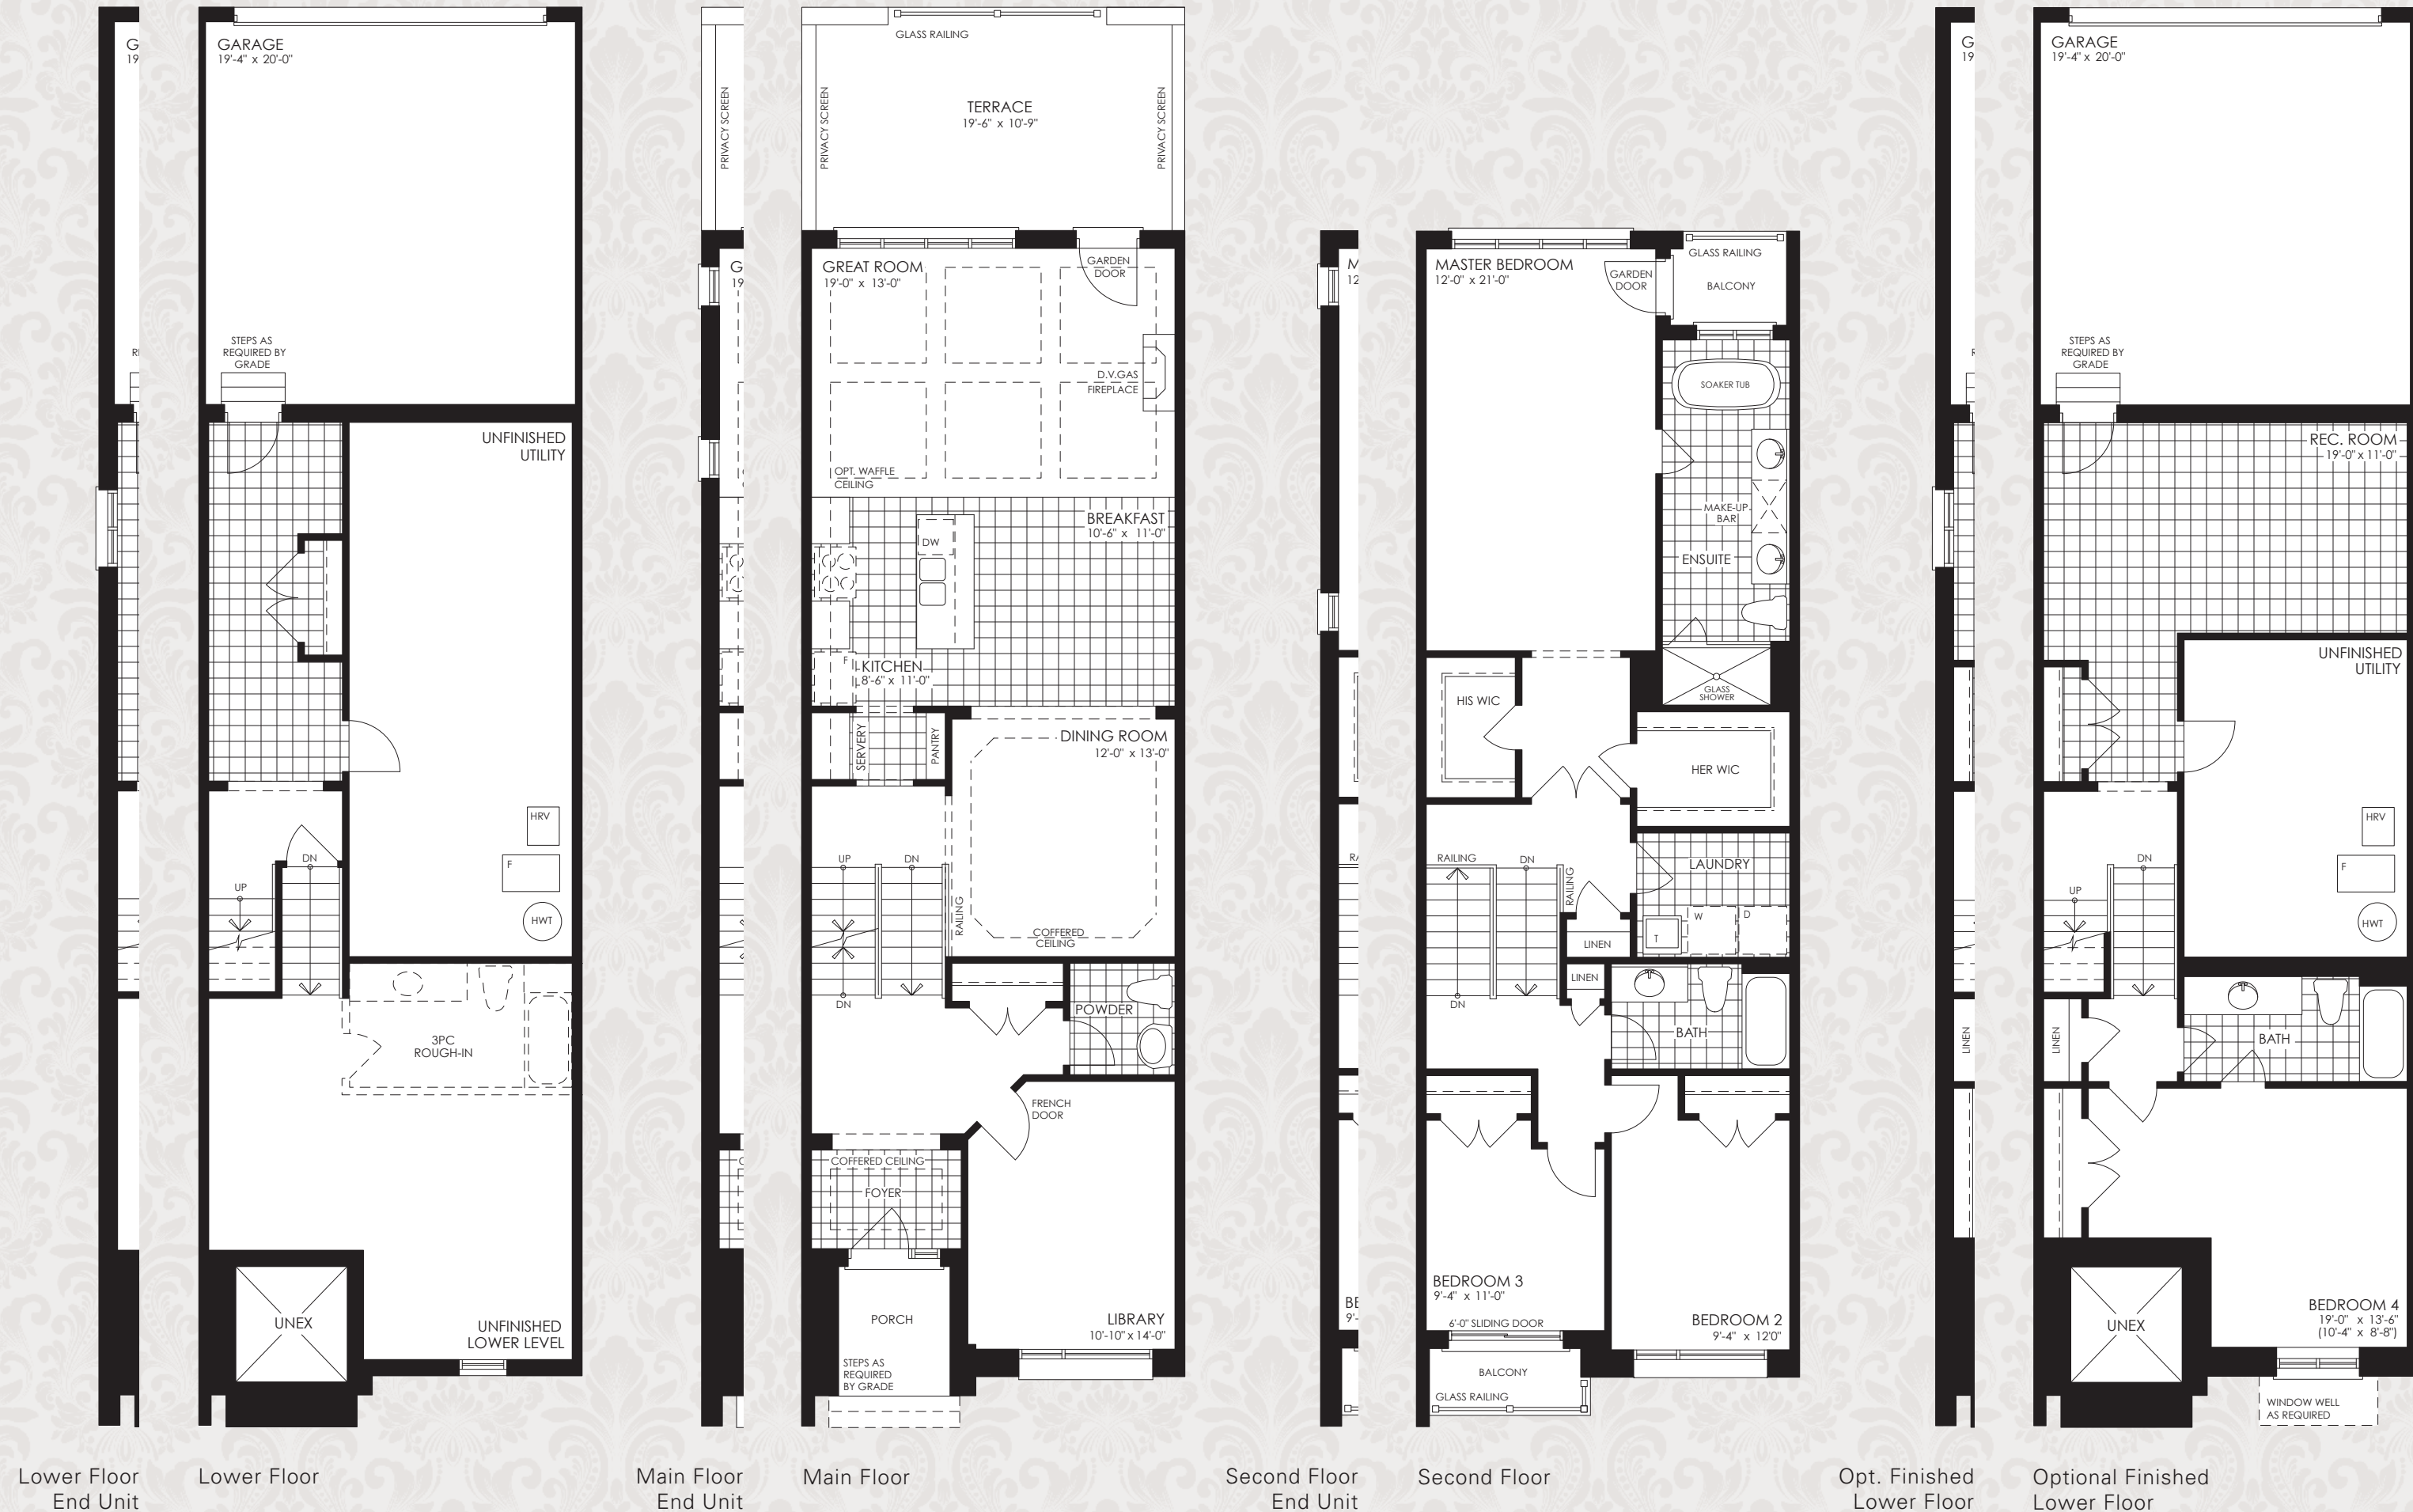 G
19
RI
Lower Floor
End Unit
GARAGE
19'-4" x 20'-0"
STEPS AS
REQUIRED BY
GRADE
UNFINISHED
UTILITY
HRV
F
HWT
DN
UP
3PC
ROUGH-IN
UNEX
UNFINISHED
LOWER LEVEL
Lower Floor
PRIVACY SCREEN
G
19
C
Main Floor
End Unit
GLASS RAILING
PRIVACY SCREEN
TERRACE
19'-6" x 10'-9"
PRIVACY SCREEN
GREAT ROOM
19'-0" x 13'-0"
GARDEN
DOOR
D.V.GAS
FIREPLACE
OPT. WAFFLE
CEILING
BREAKFAST
10'-6" x 11'-0"
DW
F
KITCHEN
8'-6" x 11'-0"
SERVERY
PANTRY
DINING ROOM
12'-0" x 13'-0"
UP
DN
RAILING
COFFERED
CEILING
DN
POWDER
FRENCH
DOOR
COFFERED CEILING
FOYER
PORCH
LIBRARY
10'-10" x 14'-0"
STEPS AS
REQUIRED
BY GRADE
Main Floor
M
12
RA
BE
9'-
Second Floor
End Unit
MASTER BEDROOM
12'-0" x 21'-0"
GARDEN
DOOR
GLASS RAILING
BALCONY
SOAKER TUB
MAKE-UP
BAR
ENSUITE
GLASS
SHOWER
HIS WIC
HER WIC
RAILING
DN
RAILING
LAUNDRY
W
D
T
LINEN
LINEN
DN
BATH
BEDROOM 3
9'-4" x 11'-0"
6'-0" SLIDING DOOR
BEDROOM 2
9'-4" x 12'0"
BALCONY
GLASS RAILING
Second Floor
G
19
R
LINEN
Opt. Finished
Lower Floor
GARAGE
19'-4" x 20'-0"
STEPS AS
REQUIRED BY
GRADE
REC. ROOM
19'-0" x 11'-0"
UNFINISHED
UTILITY
HRV
F
HWT
DN
UP
LINEN
BATH
BEDROOM 4
19'-0" x 13'-6"
(10'-4" x 8'-8")
UNEX
WINDOW WELL
AS REQUIRED
Optional Finished
Lower Floor